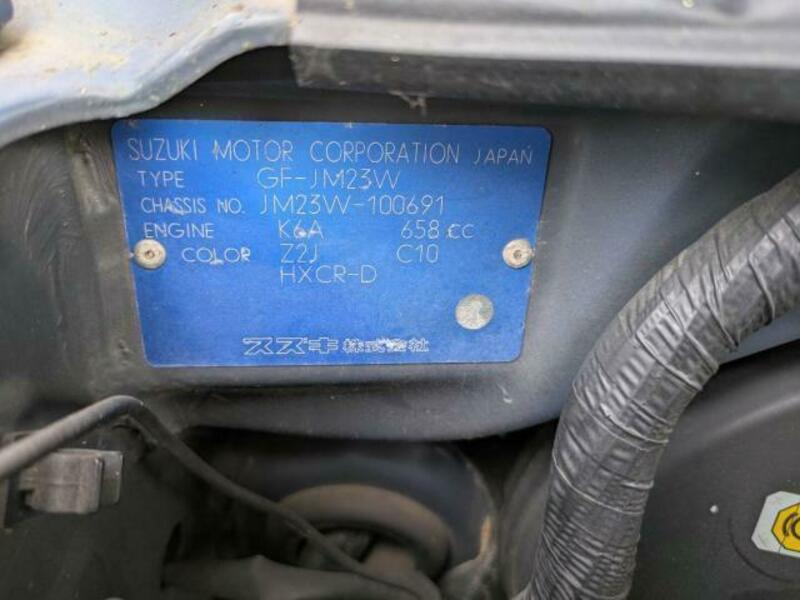 SUZUKI MOTOR CORPORATION JAPAN
TYPE GF-JM23W
CHASSIS NO. JM23W-100691
ENGINE K6A 658 CC
COLOR Z2J C10
HXCR-D
スズキ株式会社